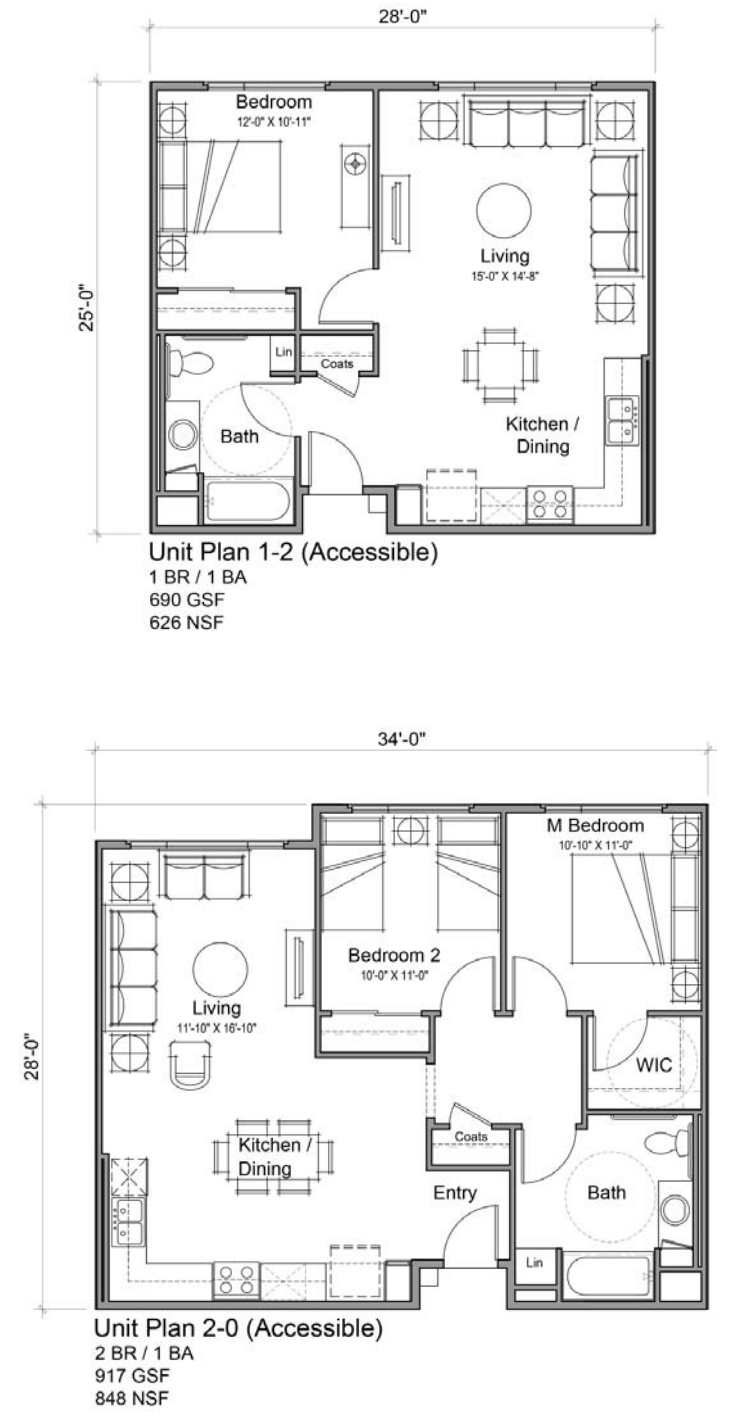 28'-0"
25'-0"
Bedroom
12'-0" X 10'-11"
Living
15'-0" X 14'-8"
Lin
Coats
Bath
Kitchen /
Dining
Unit Plan 1-2 (Accessible)
1 BR / 1 BA
690 GSF
626 NSF
34'-0"
28'-0"
M Bedroom
10'-10" X 11'-0"
Bedroom 2
10'-0" X 11'-0"
Living
11'-10" X 16'-10"
WIC
Coats
Kitchen /
Dining
Entry
Bath
Lin
Unit Plan 2-0 (Accessible)
2 BR / 1 BA
917 GSF
848 NSF